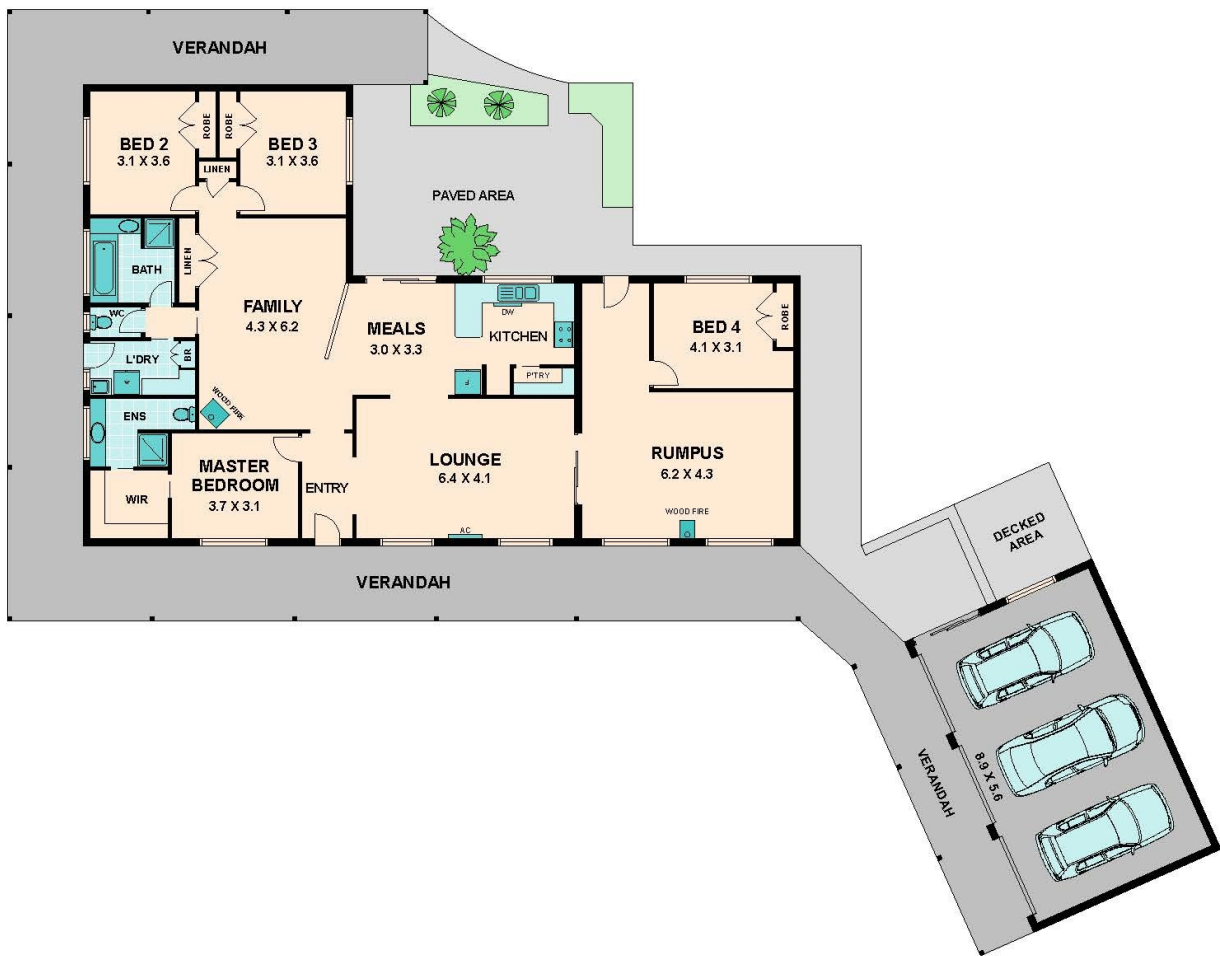 VERANDAH
BED 2
3.1 X 3.6
ROBE
ROBE
BED 3
3.1 X 3.6
LINEN
PAVED AREA
BATH
LINEN
FAMILY
4.3 X 6.2
WC
MEALS
3.0 X 3.3
DW
KITCHEN
BED 4
4.1 X 3.1
ROBE
L'DRY
BR
P'TRY
F
WOOD FIRE
ENS
MASTER
BEDROOM
3.7 X 3.1
WIR
ENTRY
LOUNGE
6.4 X 4.1
AC
RUMPUS
6.2 X 4.3
WOOD FIRE
DECKED
AREA
VERANDAH
VERANDAH
8.9 X 5.6